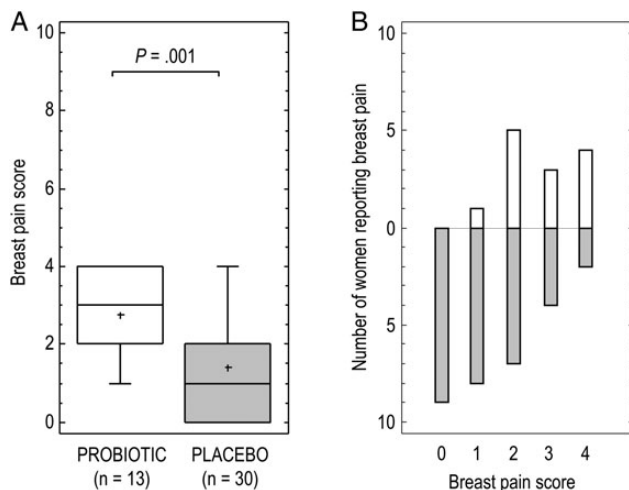 A
10
8
6
4
2
0
Breast pain score
P = .001
PROBIOTIC
(n = 13)
PLACEBO
(n = 30)
B
10
5
0
5
10
Number of women reporting breast pain
0 1 2 3 4
Breast pain score